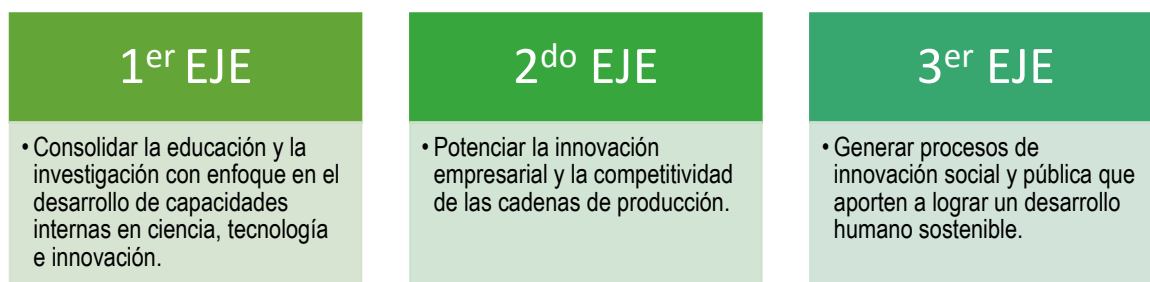 1er EJE
• Consolidar la educación y la
investigación con enfoque en el
desarrollo de capacidades
internas en ciencia, tecnología
e innovación.
2do EJE
• Potenciar la innovación
empresarial y la competitividad
de las cadenas de producción.
3er EJE
• Generar procesos de
innovación social y pública que
aporten a lograr un desarrollo
humano sostenible.